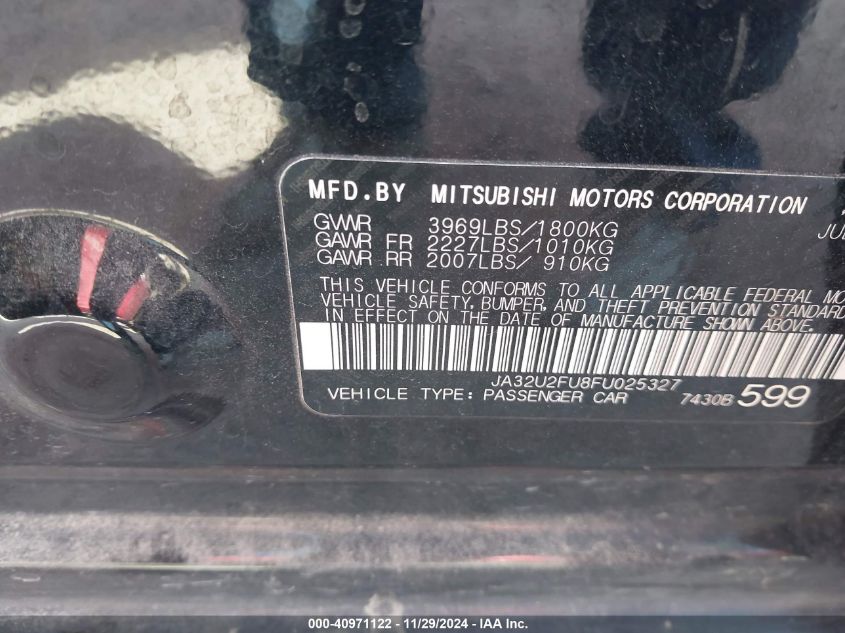 MFD.BY MITSUBISHI MOTORS CORPORATION
GVWR 3969LBS/1800KG
GAWR FR 2227LBS/1010KG
GAWR RR 2007LBS/ 910KG
THIS VEHICLE CONFORMS TO ALL APPLICABLE FEDERAL
VEHICLE SAFETY, BUMPER, AND THEFT PREVENTION STANDARD
IN EFFECT ON THE DATE OF MANUFACTURE SHOWN ABOVE.
JA32U2FU8FU025327
VEHICLE TYPE: PASSENGER CAR 7430B 599
000-40971122 - 11/29/2024 - IAA Inc.